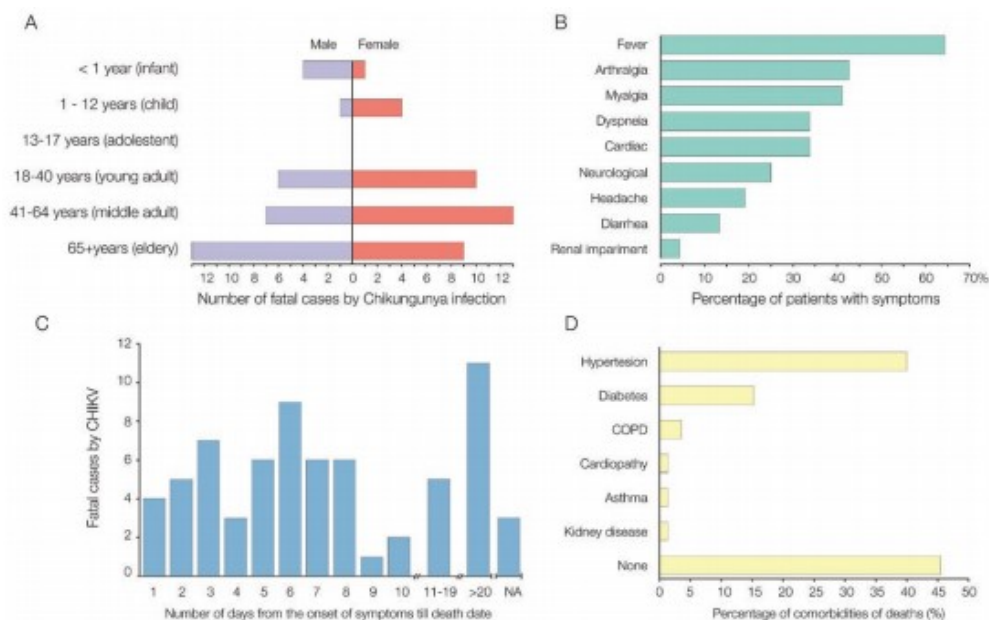 A
Male Female
< 1 year (infant)
1 - 12 years (child)
13-17 years (adolestent)
18-40 years (young adult)
41-64 years (middle adult)
65+years (eldery)
12 10 8 6 4 2 0 2 4 6 8 10 12
Number of fatal cases by Chikungunya infection
B
Fever
Arthralgia
Myalgia
Dyspneia
Cardiac
Neurological
Headache
Diarrhea
Renal impariment
0 10 20 30 40 50 60 70%
Percentage of patients with symptoms
C
Fatal cases by CHIKV
12
10
8
6
4
2
0
1 2 3 4 5 6 7 8 9 10 11-19 >20 NA
Number of days from the onset of symptoms till death date
D
Hypertesion
Diabetes
COPD
Cardiopathy
Asthma
Kidney disease
None
0 5 10 15 20 25 30 35 40 45 50
Percentage of comorbidities of deaths (%)